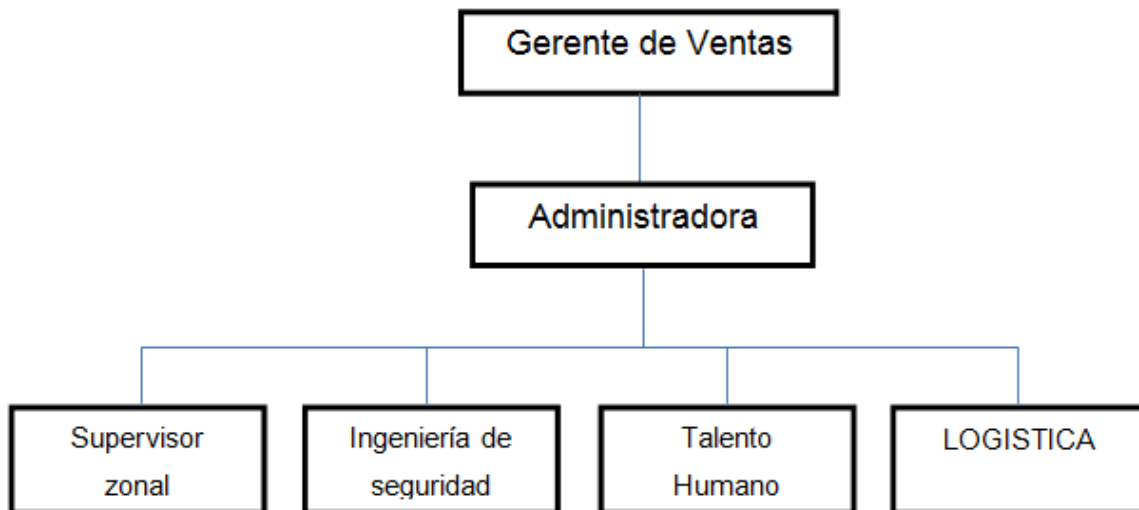 Gerente de Ventas
Administradora
Supervisor
zonal
Ingeniería de
seguridad
Talento
Humano
LOGISTICA